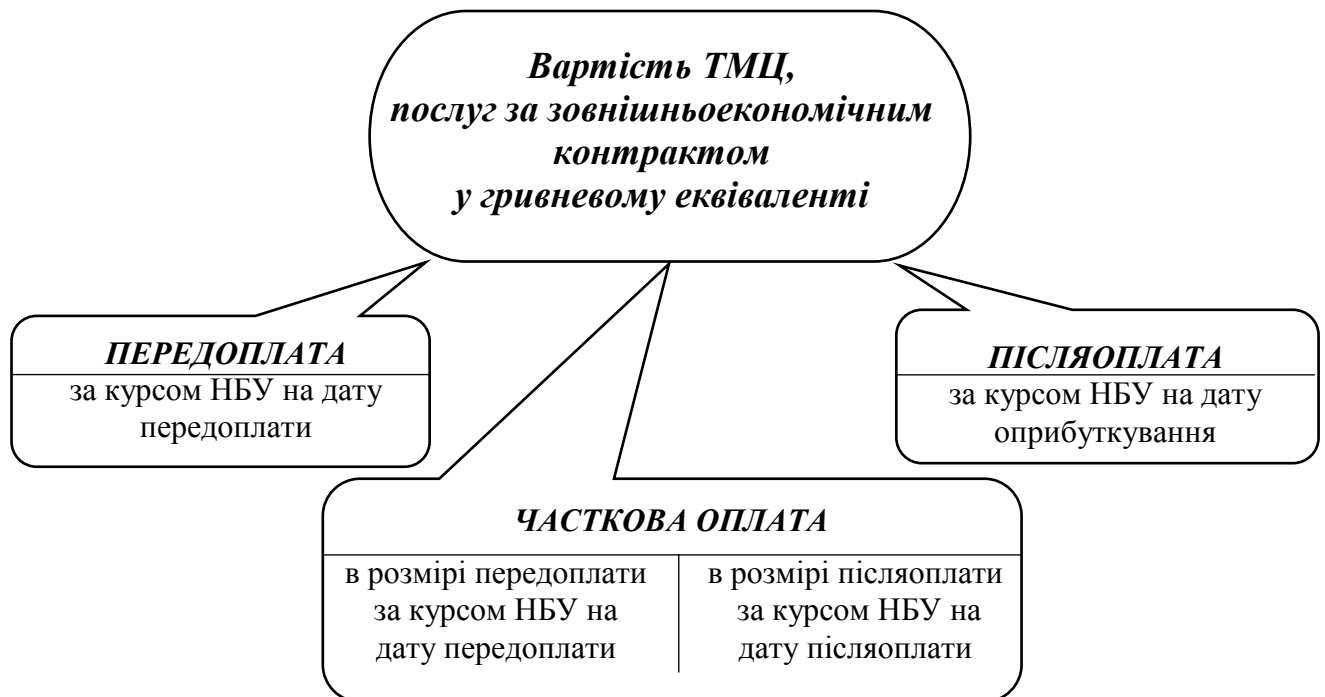 Вартість ТМЦ,
послуг за зовнішньоекономічним
контрактом
у гривневому еквіваленті
ПЕРЕДОПЛАТА
за курсом НБУ на дату
передоплати
ПІСЛЯОПЛАТА
за курсом НБУ на дату
оприбуткування
ЧАСТКОВА ОПЛАТА
в розмірі передоплати
за курсом НБУ на
дату передоплати
в розмірі післяоплати
за курсом НБУ на
дату післяоплати